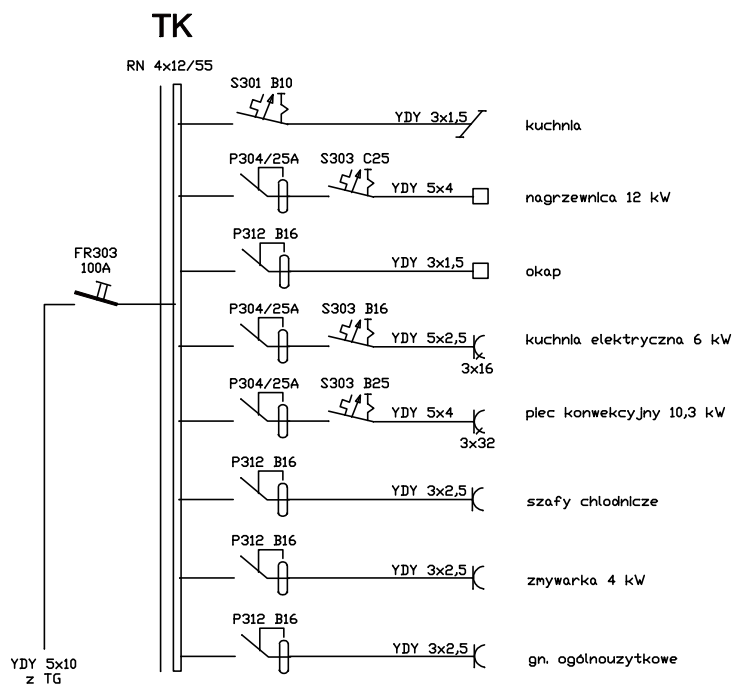 TK
RN 4x12/55
S301 B10
YDY 3x1,5
kuchnia
P304/25A S303 C25
YDY 5x4
nagrzewnica 12 kW
P312 B16
YDY 3x1,5
okap
FR303
100A
P304/25A S303 B16
YDY 5x2,5
kuchnia elektryczna 6 kW
3x16
P304/25A S303 B25
YDY 5x4
piec konwekcyjny 10,3 kW
3x32
P312 B16
YDY 3x2,5
szafy chlodnicze
P312 B16
YDY 3x2,5
zmywarka 4 kW
P312 B16
YDY 3x2,5
gn. ogólnouzytkowe
YDY 5x10
z TG